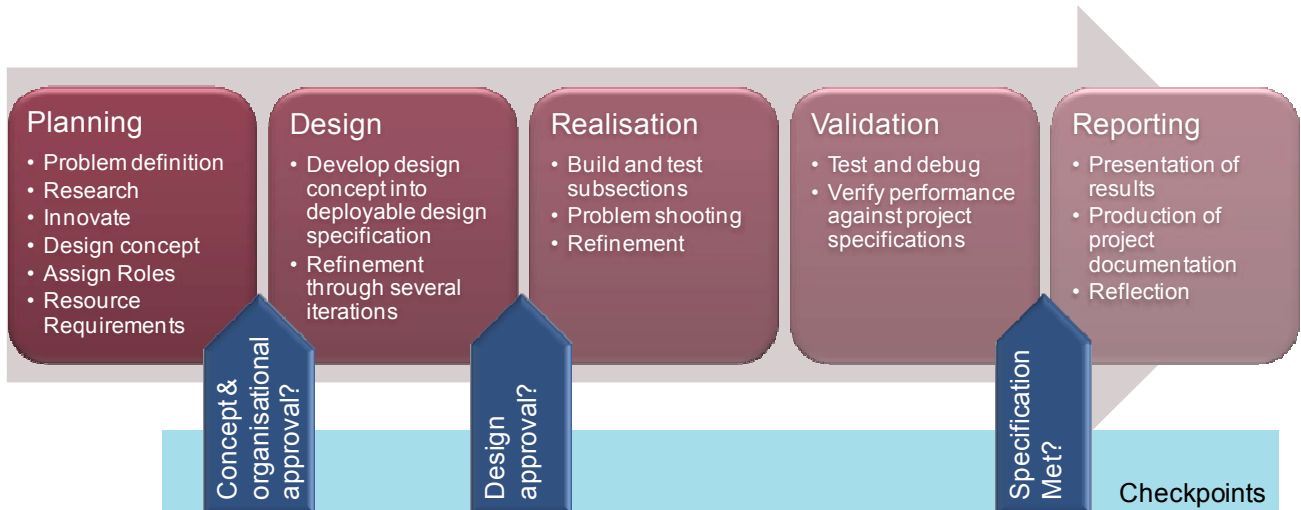 Planning
• Problem definition
• Research
• Innovate
• Design concept
• Assign Roles
• Resource
Requirements
Design
• Develop design
concept into
deployable design
specification
• Refinement
through several
iterations
Realisation
• Build and test
subsections
• Problem shooting
• Refinement
Validation
• Test and debug
• Verify performance
against project
specifications
Reporting
• Presentation of
results
• Production of
project
documentation
• Reflection
Concept &
organisational
approval?
Design
approval?
Specification
Met?
Checkpoints